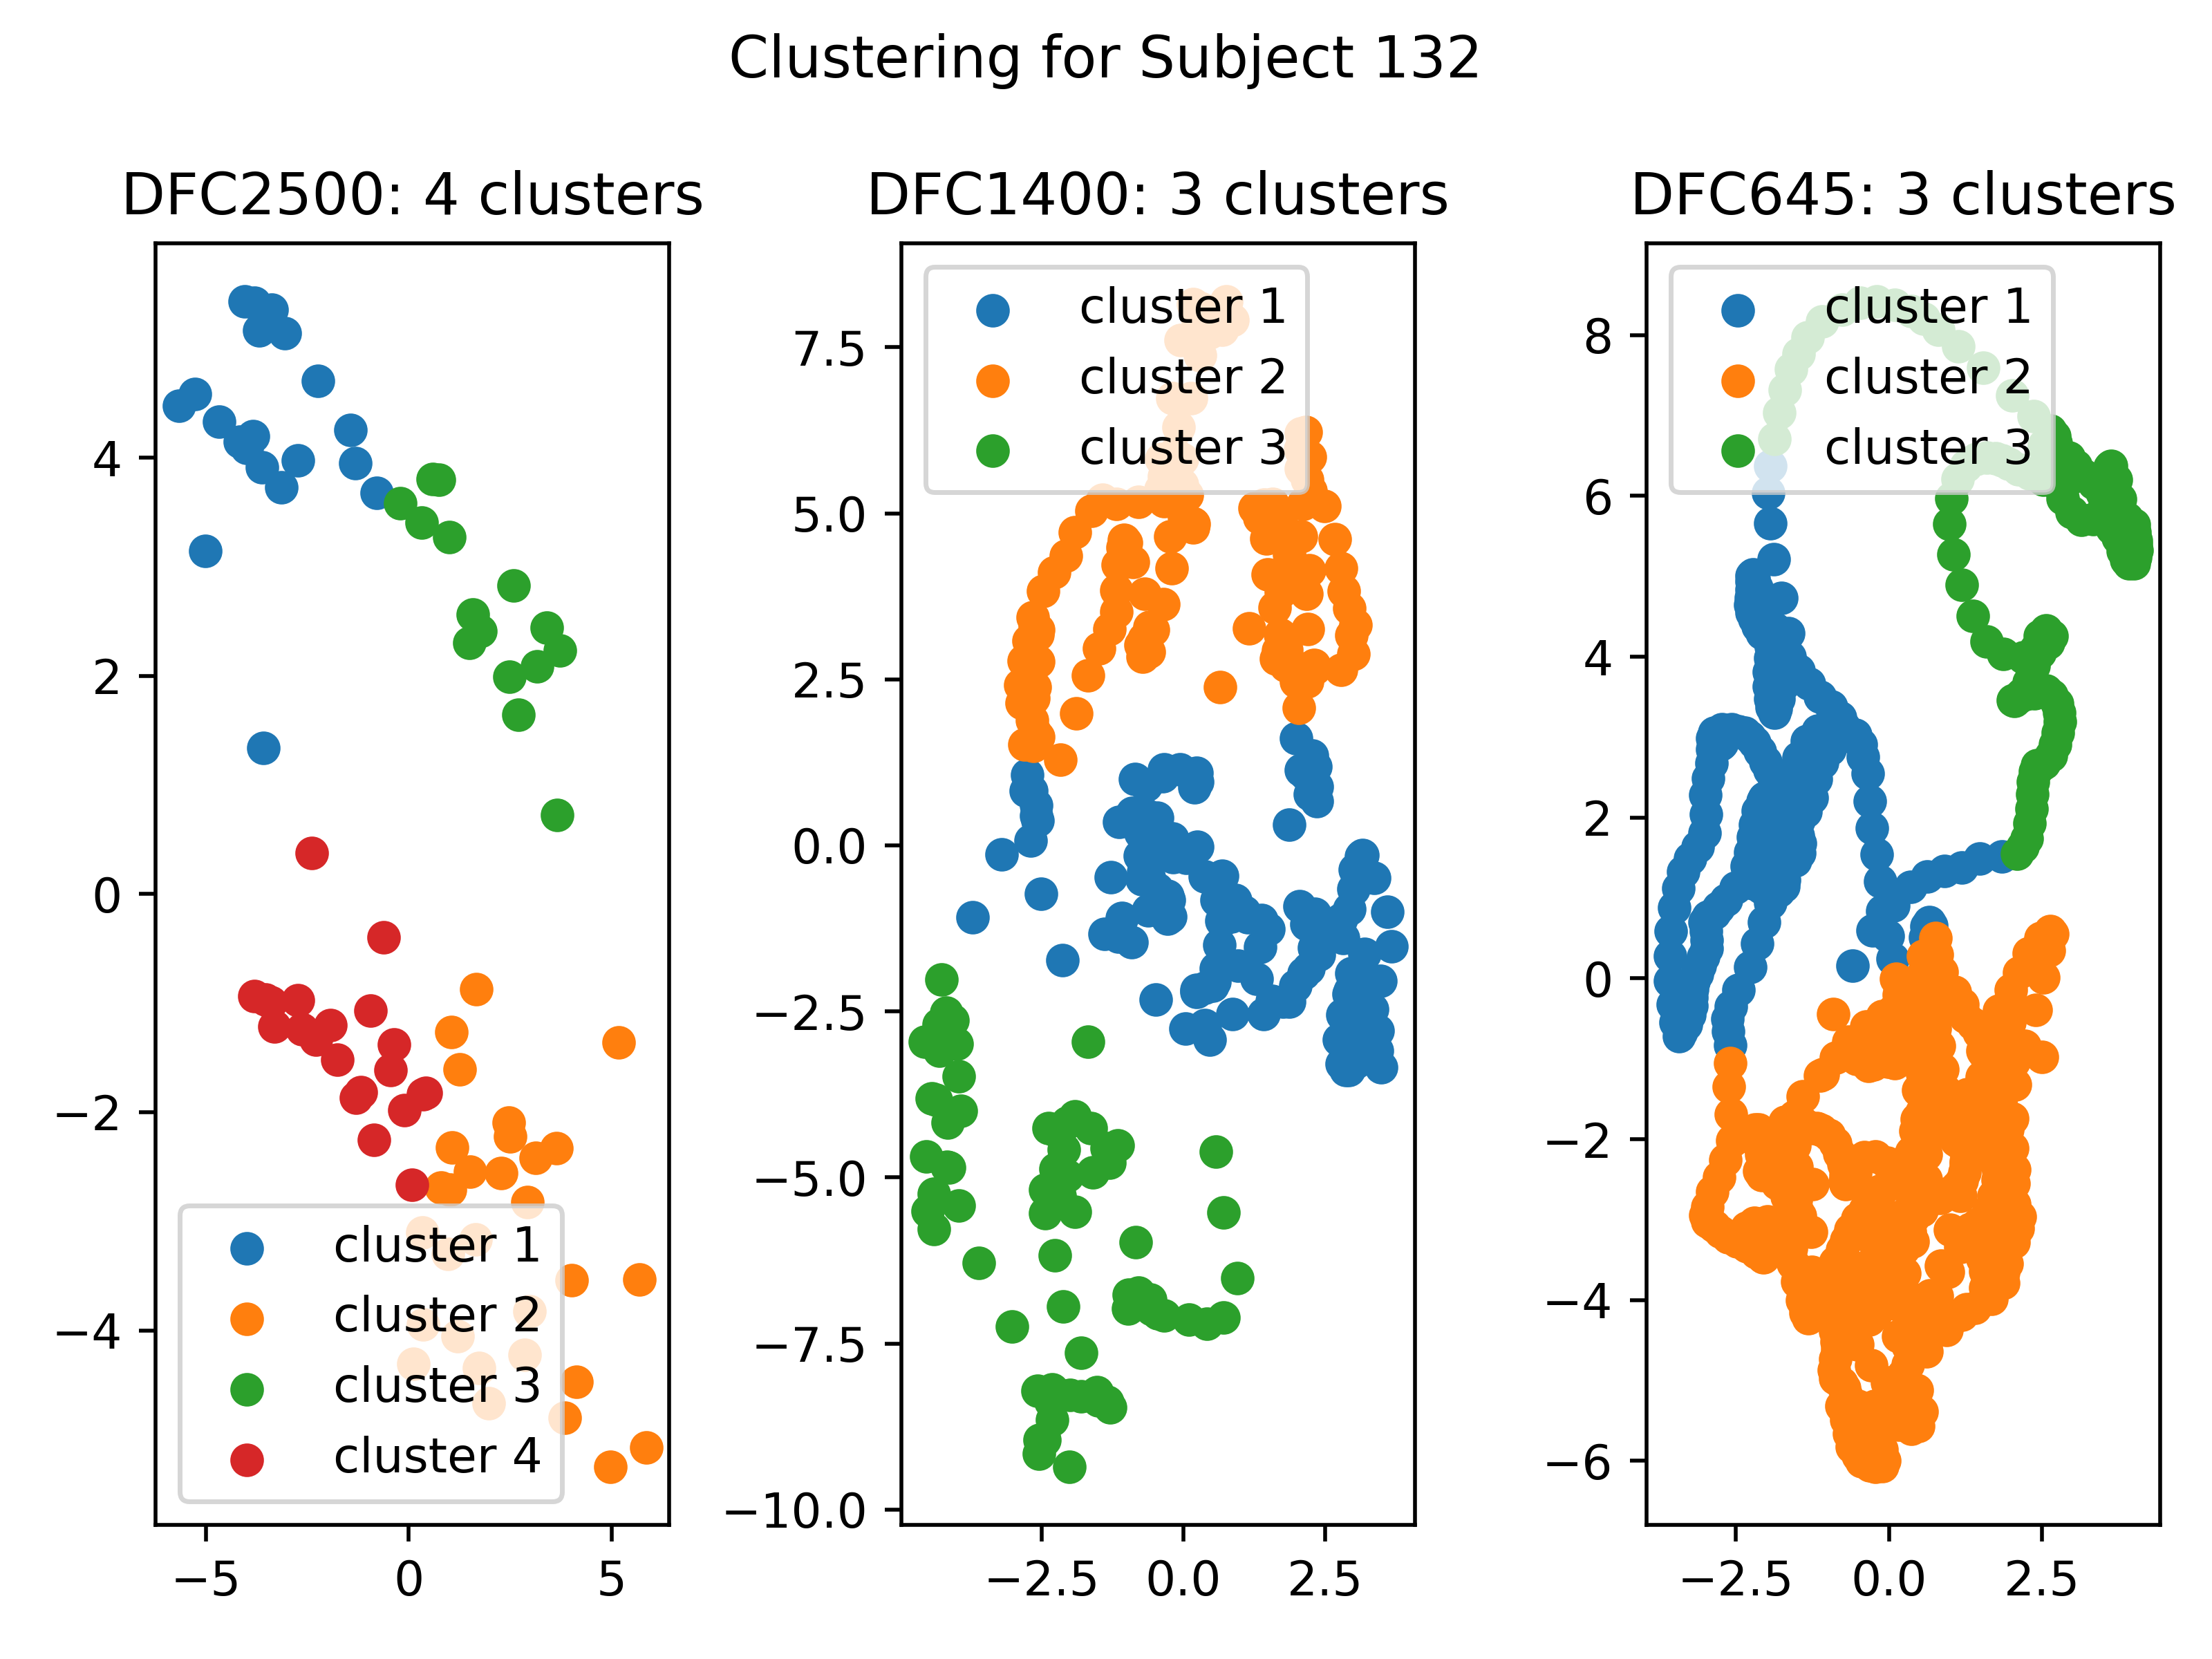 Clustering for Subject 132
DFC2500: 4 clusters
4
2
0
−2
−4
−5
0
5
cluster 1
cluster 2
cluster 3
cluster 4
DFC1400: 3 clusters
7.5
5.0
2.5
0.0
−2.5
−5.0
−7.5
−10.0
−2.5
0.0
2.5
cluster 1
cluster 2
cluster 3
DFC645: 3 clusters
8
6
4
2
0
−2
−4
−6
−2.5
0.0
2.5
cluster 1
cluster 2
cluster 3